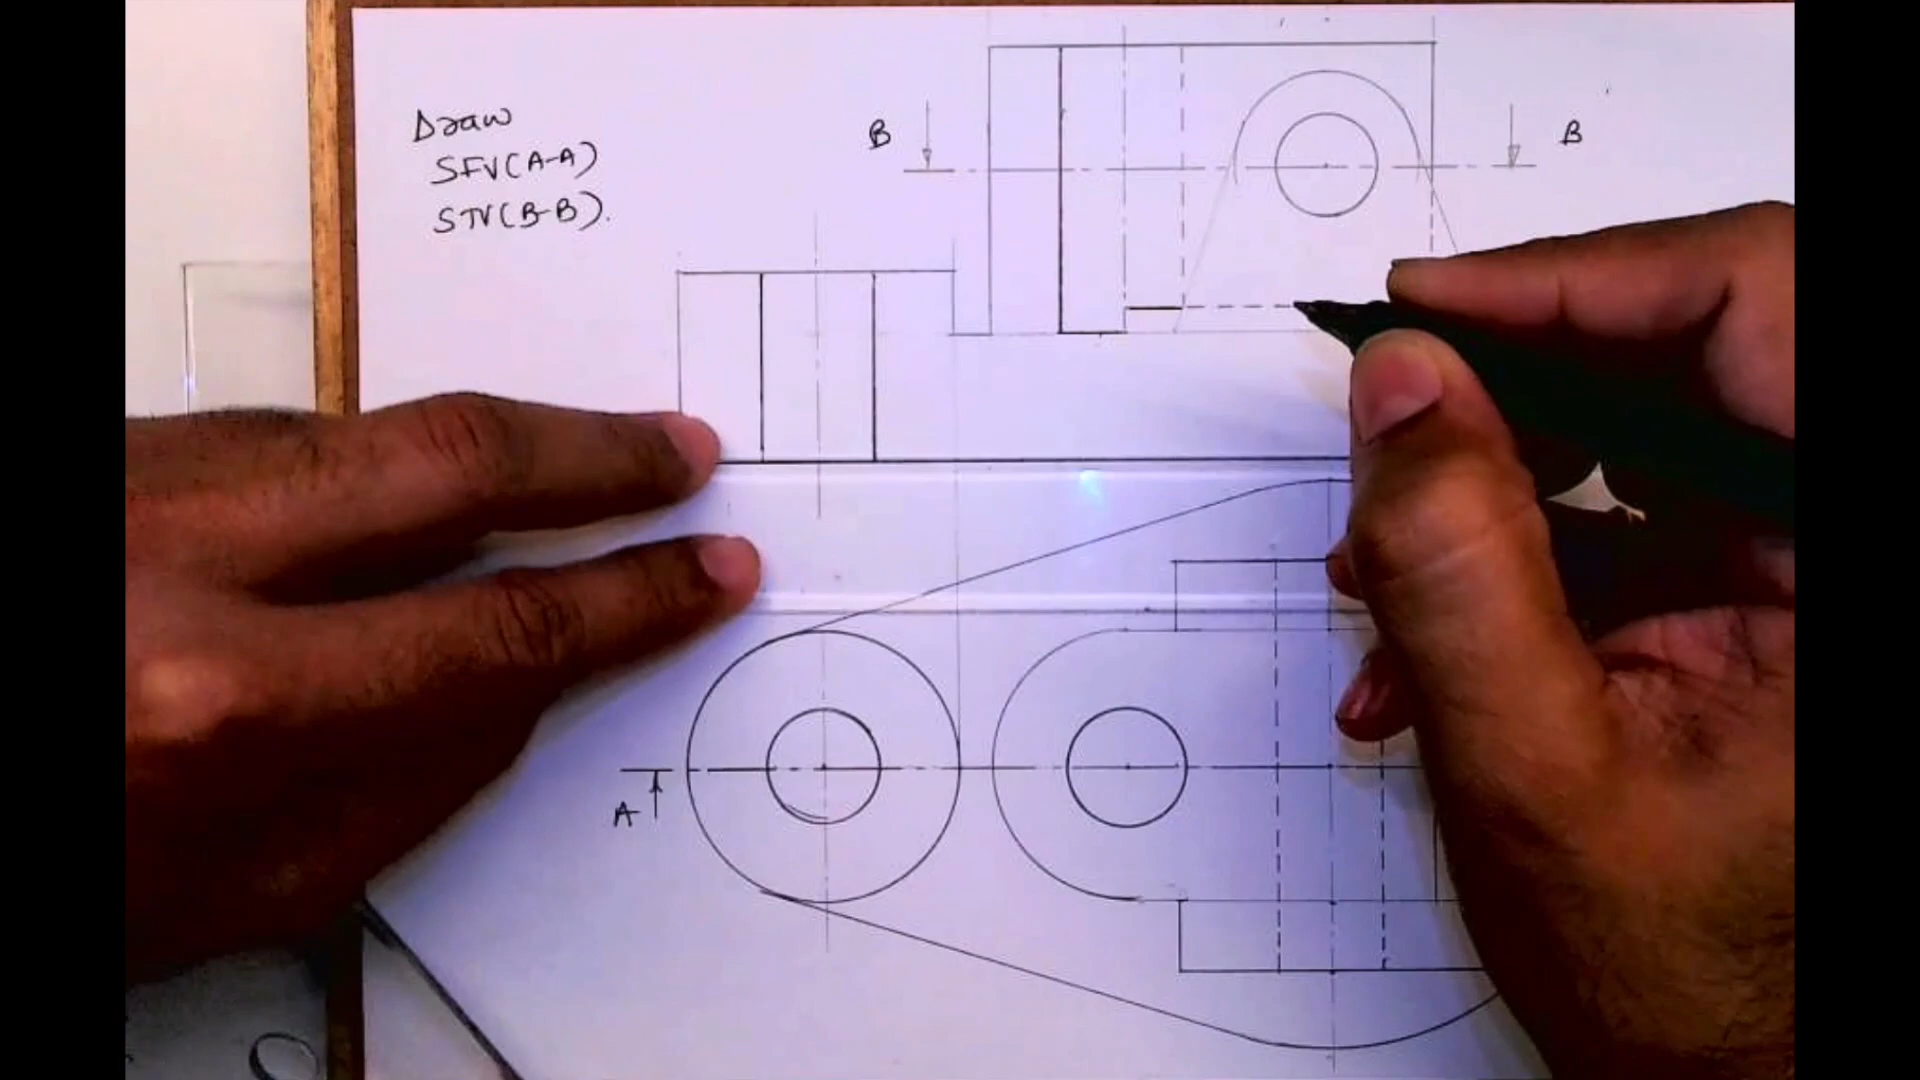 Draw
SFV(A-A)
STV(B-B).
B
B
A